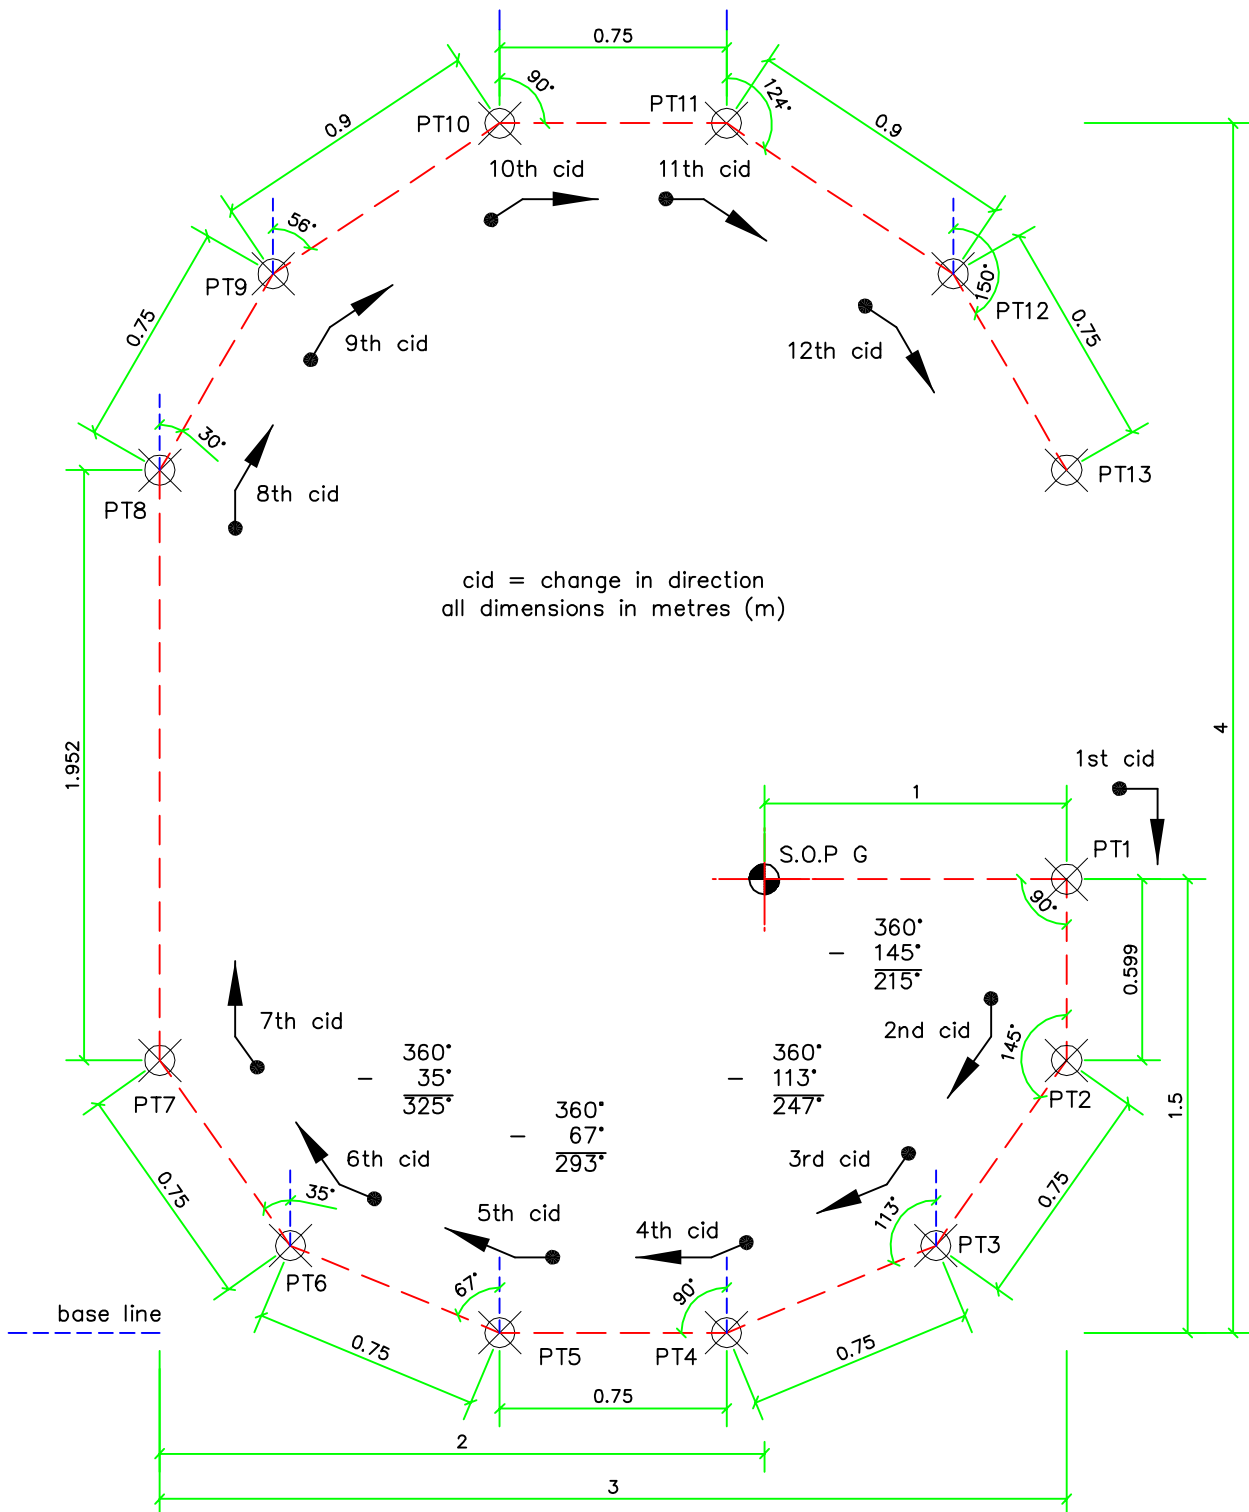 0.75
90°
124°
PT11
PT10
0.9
0.9
10th cid
11th cid
56°
PT9
150°
PT12
0.75
0.75
9th cid
12th cid
30°
PT8
8th cid
PT13
cid = change in direction
all dimensions in metres (m)
1.952
4
1st cid
1
S.O.P G
PT1
90°
360°
- 145°
215°
0.599
2nd cid
145°
7th cid
360°
- 35°
325°
360°
- 113°
247°
PT7
PT2
1.5
360°
- 67°
293°
6th cid
3rd cid
0.75
35°
0.75
5th cid
4th cid
113°
PT3
PT6
67°
90°
base line
0.75
PT5
PT4
0.75
0.75
2
3